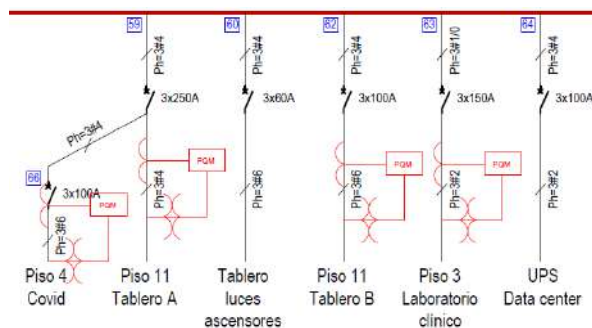 59
60
62
63
64
Ph=3#4
Ph=3#4
Ph=3#4
Ph=3#1/0
Ph=3#4
3x250A
3x60A
3x100A
3x150A
3x100A
Ph=3#4
66
3x100A
PQM
PQM
PQM
PQM
Ph=3#6
Ph=3#4
Ph=3#6
Ph=3#6
Ph=3#2
Ph=3#2
Piso 4
Covid
Piso 11
Tablero A
Tablero
luces
ascensores
Piso 11
Tablero B
Piso 3
Laboratorio
clínico
UPS
Data center